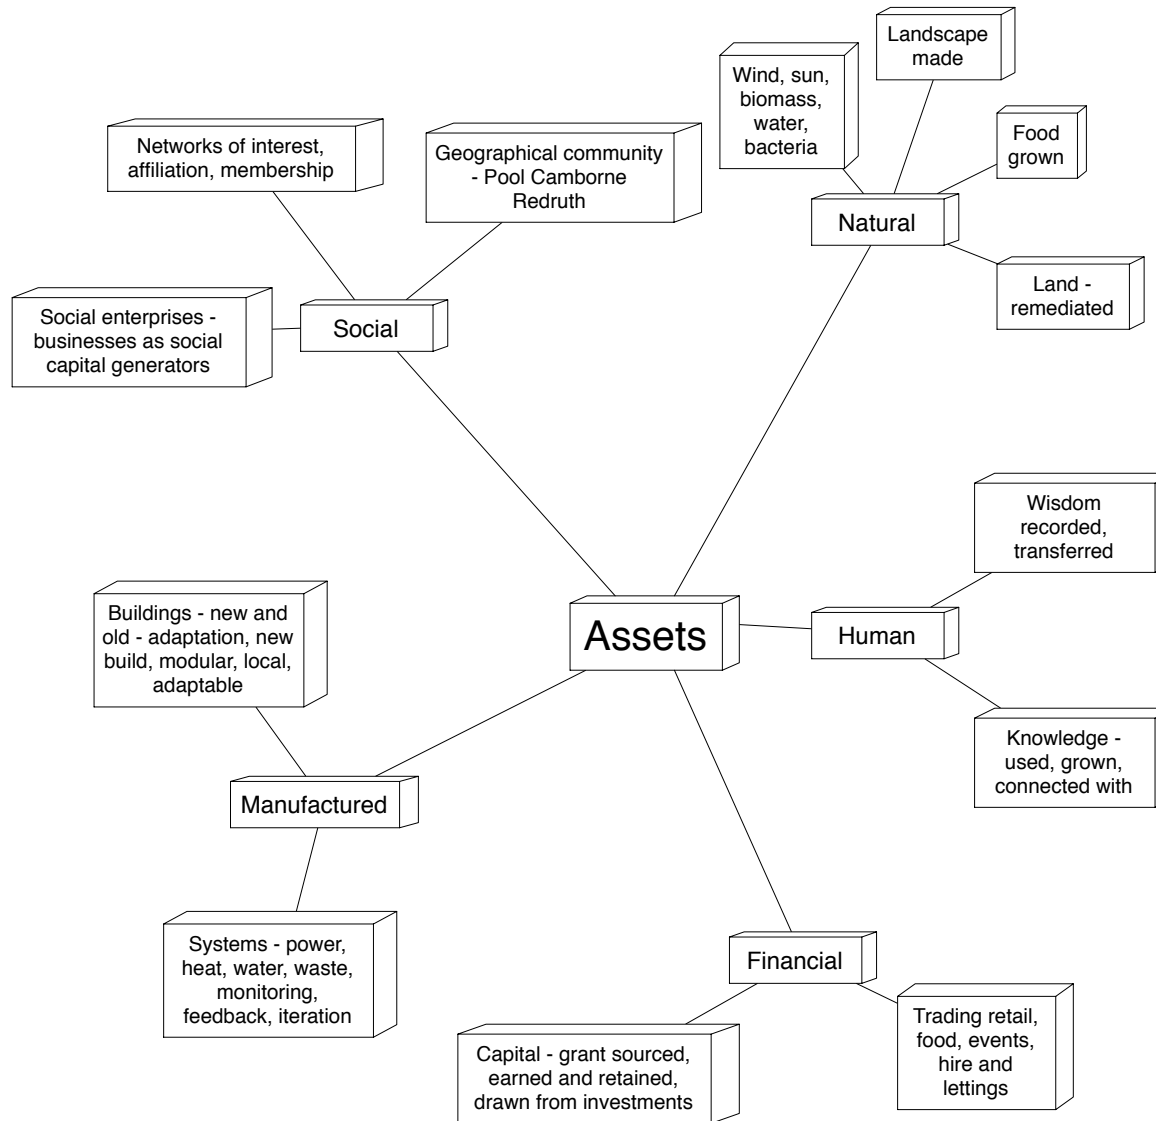 Landscape
made
Wind, sun,
biomass,
water,
bacteria
Food
grown
Networks of interest,
affiliation, membership
Geographical community
- Pool Camborne
Redruth
Natural
Land -
remediated
Social enterprises -
businesses as social
capital generators
Social
Wisdom
recorded,
transferred
Buildings - new and
old - adaptation, new
build, modular, local,
adaptable
Assets
Human
Knowledge -
used, grown,
connected with
Manufactured
Systems - power,
heat, water, waste,
monitoring,
feedback, iteration
Financial
Trading retail,
food, events,
hire and
lettings
Capital - grant sourced,
earned and retained,
drawn from investments